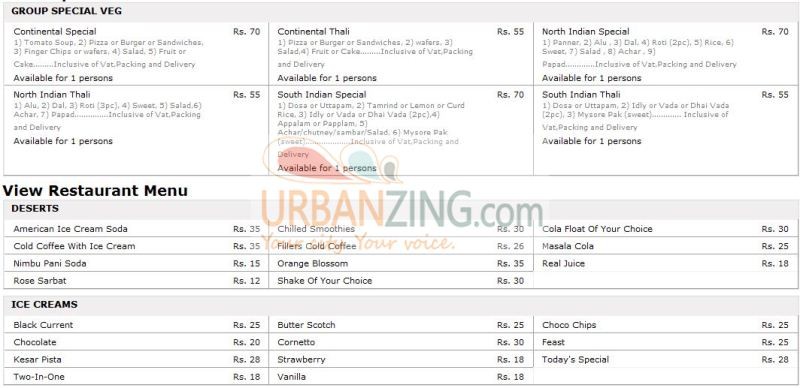 GROUP SPECIAL VEG
Continental Special Rs. 70
1) Tomato Soup, 2) Pizza or Burger or Sandwiches,
3) Finger Chips or wafers, 4) Salad, 5) Fruit or
Cake.........Inclusive of Vat,Packing and Delivery
Available for 1 persons
Continental Thali Rs. 55
1) Pizza or Burger or Sandwiches, 2) wafers, 3)
Salad,4) Fruit or Cake.........Inclusive of Vat,Packing
and Delivery
Available for 1 persons
North Indian Special Rs. 70
1) Panner, 2) Alu , 3) Dal, 4) Roti (2pc), 5) Rice, 6)
Sweet, 7) Salad , 8) Achar . 9)
Papad.............Inclusive of Vat,Packing and Delivery
Available for 1 persons
North Indian Thali Rs. 55
1) Alu, 2) Dal, 3) Roti (3pc), 4) Sweet, 5) Salad,6)
Achar, 7) Papad...............Inclusive of Vat,Packing
and Delivery
Available for 1 persons
South Indian Special Rs. 70
1) Dosa or Uttapam, 2) Tamrind or Lemon or Curd
Rice, 3) Idly or Vada or Dhai Vada (2pc),4)
Appalam or Papplam, 5)
Achar/chutney/sambar/Salad, 6) Mysore Pak
(sweet)....................Inclusive of Vat,Packing and
Delivery
Available for 1 persons
South Indian Thali Rs. 55
1) Dosa or Uttapam, 2) Idly or Vada or Dhai Vada
(2pc), 3) Mysore Pak (sweet)............. Inclusive of
Vat,Packing and Delivery
Available for 1 persons
View Restaurant Menu
URBANZING.com
Your city. Your voice.
DESERTS
American Ice Cream Soda Rs. 35 Chilled Smoothies Rs. 30 Cola Float Of Your Choice Rs. 30
Cold Coffee With Ice Cream Rs. 35 Fillers Cold Coffee Rs. 26 Masala Cola Rs. 25
Nimbu Pani Soda Rs. 15 Orange Blossom Rs. 35 Real Juice Rs. 18
Rose Sarbat Rs. 12 Shake Of Your Choice Rs. 30
ICE CREAMS
Black Current Rs. 25 Butter Scotch Rs. 25 Choco Chips Rs. 25
Chocolate Rs. 20 Cornetto Rs. 30 Feast Rs. 25
Kesar Pista Rs. 28 Strawberry Rs. 18 Today's Special Rs. 28
Two-In-One Rs. 18 Vanilla Rs. 18